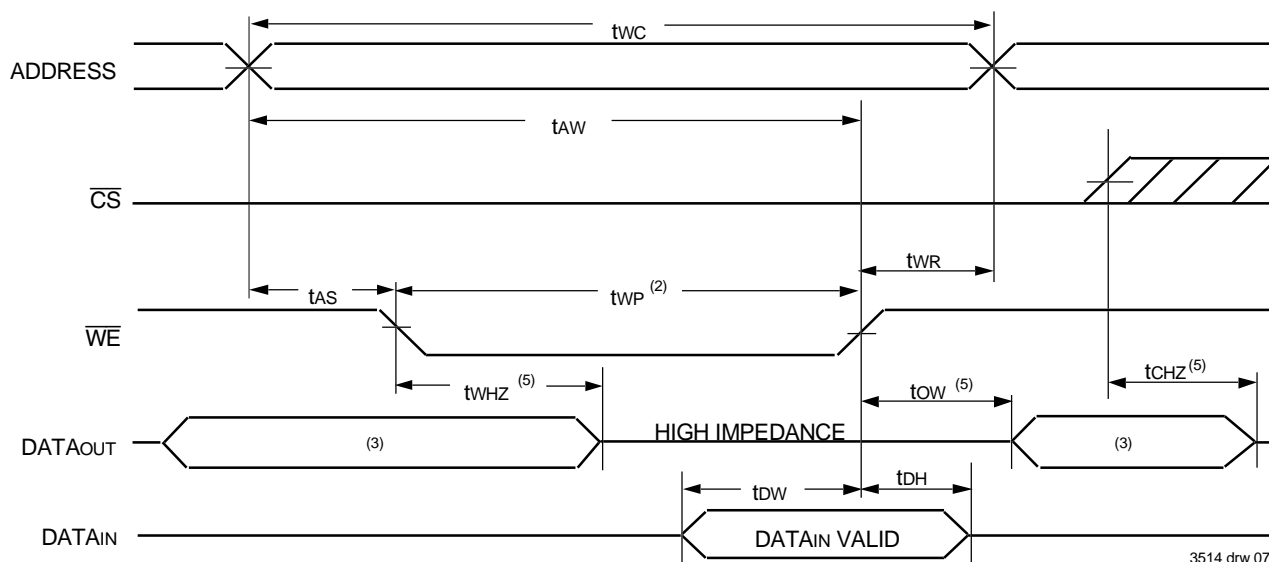 tWC
ADDRESS
tAW
CS
tWR
tAS
tWP (2)
WE
tWHZ (5)
tOW (5)
tCHZ (5)
DATAOUT
(3)
HIGH IMPEDANCE
(3)
tDW
tDH
DATAIN
DATAIN VALID
3514 drw 07